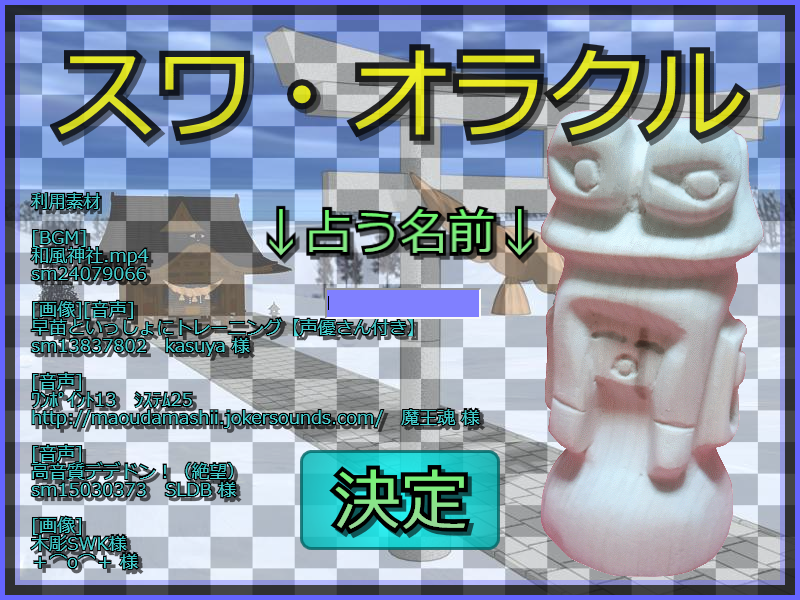 スワ・オラクル
利用素材
↓占う名前↓
[BGM]
和風神社.mp4
sm24079066
[画像][音声]
早苗といっしょにトレーニング【声優さん付き】
sm13837802　kasuya 様
[音声]
ﾜﾝﾎﾟｲﾝﾄ13　ｼｽﾃﾑ25
http://maoudamashii.jokersounds.com/　魔王魂 様
[音声]
高音質デデドン！（絶望）
sm15030373　SLDB 様
決定
[画像]
木彫SWK様
+⌒o⌒+ 様